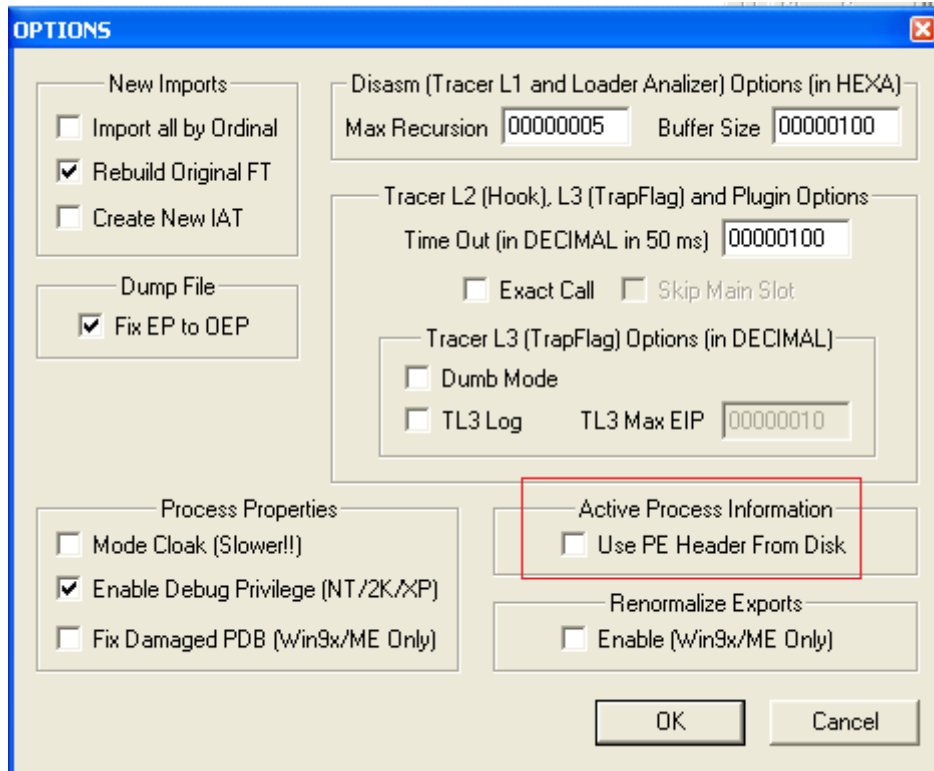 OPTIONS
New Imports
Import all by Ordinal
Rebuild Original FT
Create New IAT
Dump File
Fix EP to OEP
Disasm (Tracer L1 and Loader Analizer) Options (in HEXA)
Max Recursion 00000005 Buffer Size 00000100
Tracer L2 (Hook), L3 (TrapFlag) and Plugin Options
Time Out (in DECIMAL in 50 ms) 00000100
Exact Call Skip Main Slot
Tracer L3 (TrapFlag) Options (in DECIMAL)
Dumb Mode
TL3 Log TL3 Max EIP 00000010
Process Properties
Mode Cloak (Slower!!)
Enable Debug Privilege (NT/2K/XP)
Fix Damaged PDB (Win9x/ME Only)
Active Process Information
Use PE Header From Disk
Renormalize Exports
Enable (Win9x/ME Only)
OK Cancel